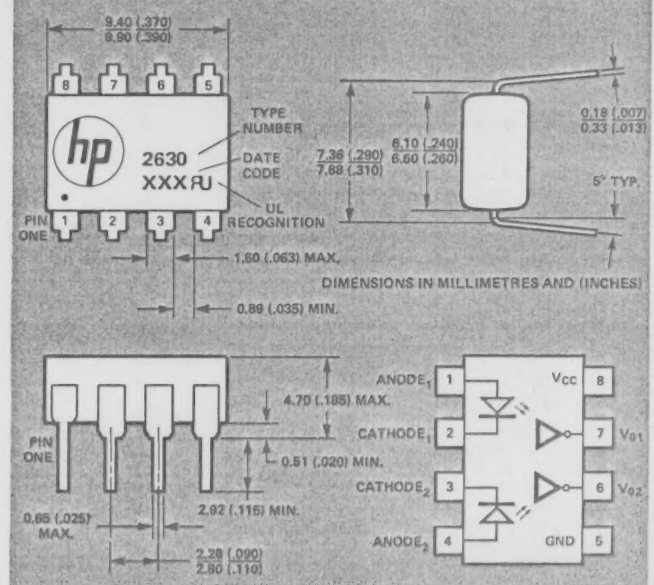 9.40 (.370)
9.90 (.390)
8 7 6 5
hp
TYPE
NUMBER
2630
DATE
CODE
XXX
UL
RECOGNITION
PIN
ONE
1 2 3 4
1.60 (.063) MAX.
0.89 (.035) MIN.
7.36 (.290)
7.88 (.310)
6.10 (.240)
6.60 (.260)
0.18 (.007)
0.33 (.013)
5° TYP.
DIMENSIONS IN MILLIMETRES AND (INCHES)
PIN
ONE
4.70 (.185) MAX.
0.51 (.020) MIN.
2.92 (.115) MIN.
0.65 (.025)
MAX.
2.28 (.090)
2.80 (.110)
ANODE1 1
VCC 8
CATHODE1 2
7 V01
CATHODE2 3
6 V02
ANODE2 4
GND 5